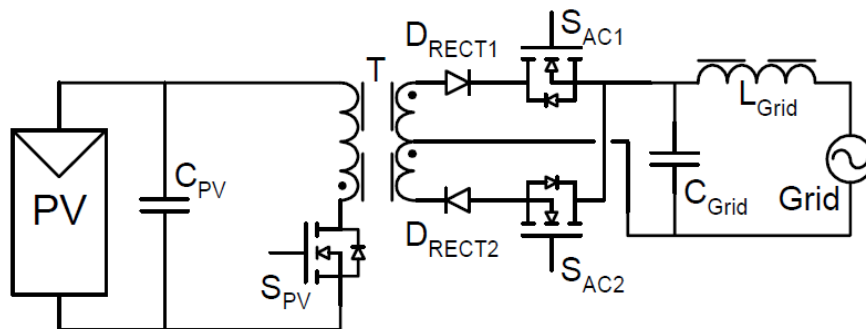 D_RECT1
S_AC1
T
L_Grid
PV
C_PV
C_Grid
Grid
D_RECT2
S_PV
S_AC2